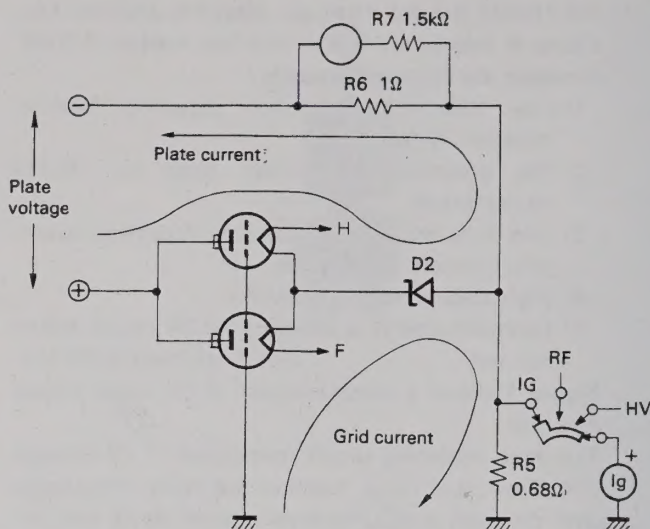 R7 1.5kΩ
R6 1Ω
−
Plate current
Plate
voltage
H
D2
+
F
RF
IG
HV
Grid current
+
R5
0.68Ω
Ig